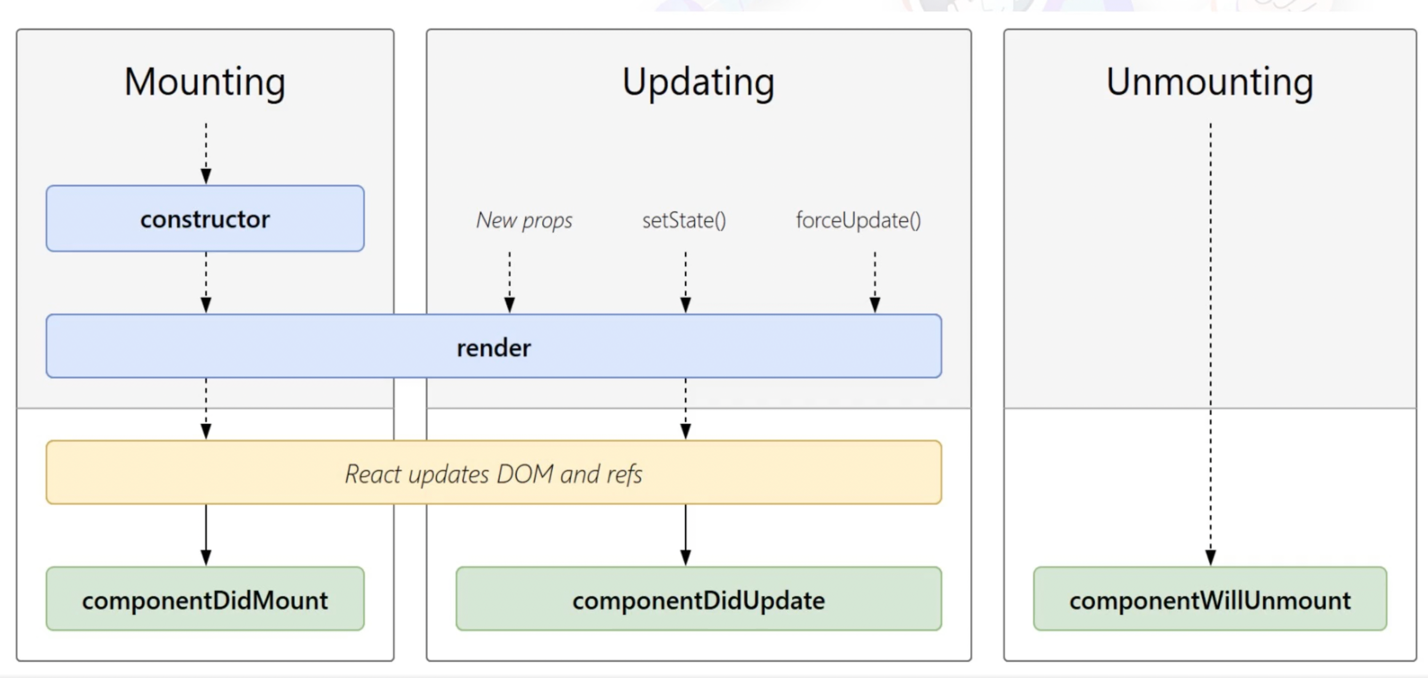 Mounting
Updating
Unmounting
constructor
New props
setState()
forceUpdate()
render
React updates DOM and refs
componentDidMount
componentDidUpdate
componentWillUnmount